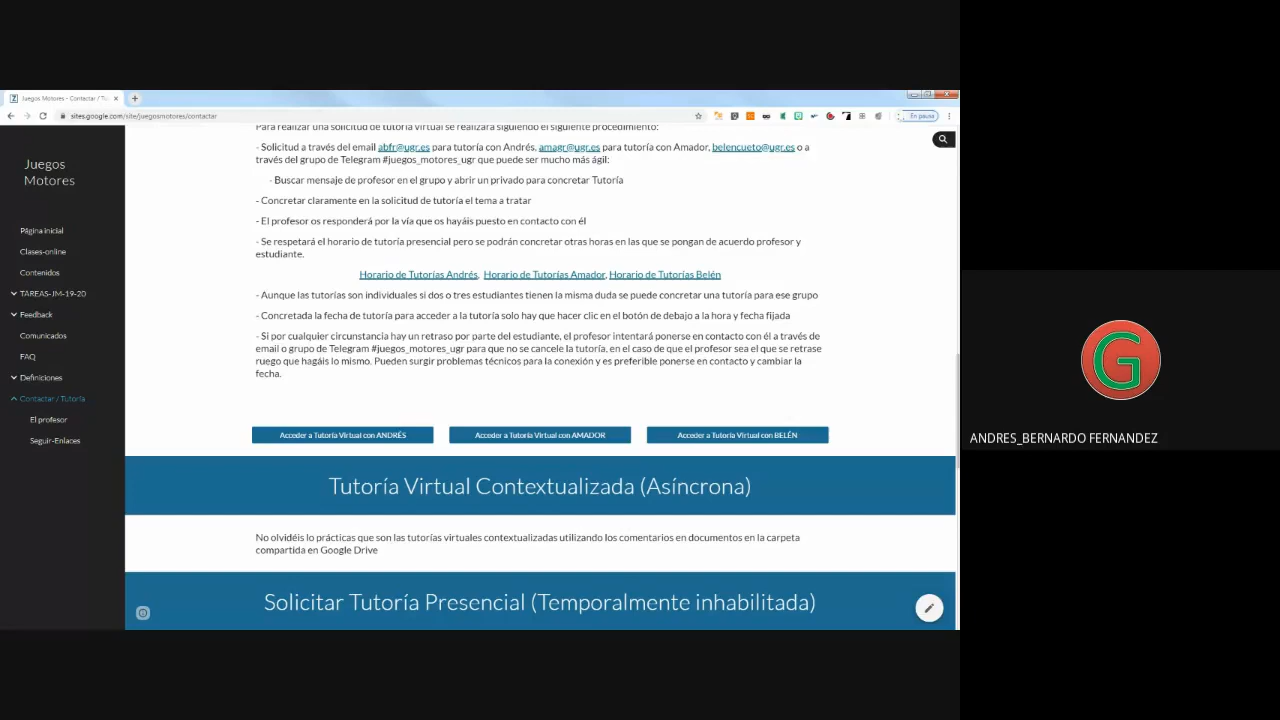 Juegos Motores - Contactar / Tu
sites.google.com/site/juegosmotores/contactar
En pausa
Juegos
Motores
Página inicial
Clases-online
Contenidos
TAREAS-JM-19-20
Feedback
Comunicados
FAQ
Definiciones
Contactar / Tutoría
El profesor
Seguir-Enlaces
Para realizar una solicitud de tutoría virtual se realizará siguiendo el siguiente procedimiento:
- Solicitud a través del email abfr@ugr.es para tutoría con Andrés, amagr@ugr.es para tutoría con Amador, belencueto@ugr.es o a
través del grupo de Telegram #juegos_motores_ugr que puede ser mucho más ágil:
- Buscar mensaje de profesor en el grupo y abrir un privado para concretar Tutoría
- Concretar claramente en la solicitud de tutoría el tema a tratar
- El profesor os responderá por la vía que os hayáis puesto en contacto con él
- Se respetará el horario de tutoría presencial pero se podrán concretar otras horas en las que se pongan de acuerdo profesor y
estudiante.
Horario de Tutorías Andrés, Horario de Tutorías Amador, Horario de Tutorías Belén
- Aunque las tutorías son individuales si dos o tres estudiantes tienen la misma duda se puede concretar una tutoría para ese grupo
- Concretada la fecha de tutoría para acceder a la tutoría solo hay que hacer clic en el botón de debajo a la hora y fecha fijada
- Si por cualquier circunstancia hay un retraso por parte del estudiante, el profesor intentará ponerse en contacto con él a través de
email o grupo de Telegram #juegos_motores_ugr para que no se cancele la tutoría, en el caso de que el profesor sea el que se retrase
ruego que hagáis lo mismo. Pueden surgir problemas técnicos para la conexión y es preferible ponerse en contacto y cambiar la
fecha.
Acceder a Tutoría Virtual con ANDRÉS
Acceder a Tutoría Virtual con AMADOR
Acceder a Tutoría Virtual con BELÉN
Tutoría Virtual Contextualizada (Asíncrona)
No olvidéis lo prácticas que son las tutorías virtuales contextualizadas utilizando los comentarios en documentos en la carpeta
compartida en Google Drive
Solicitar Tutoría Presencial (Temporalmente inhabilitada)
G
ANDRES_BERNARDO FERNANDEZ